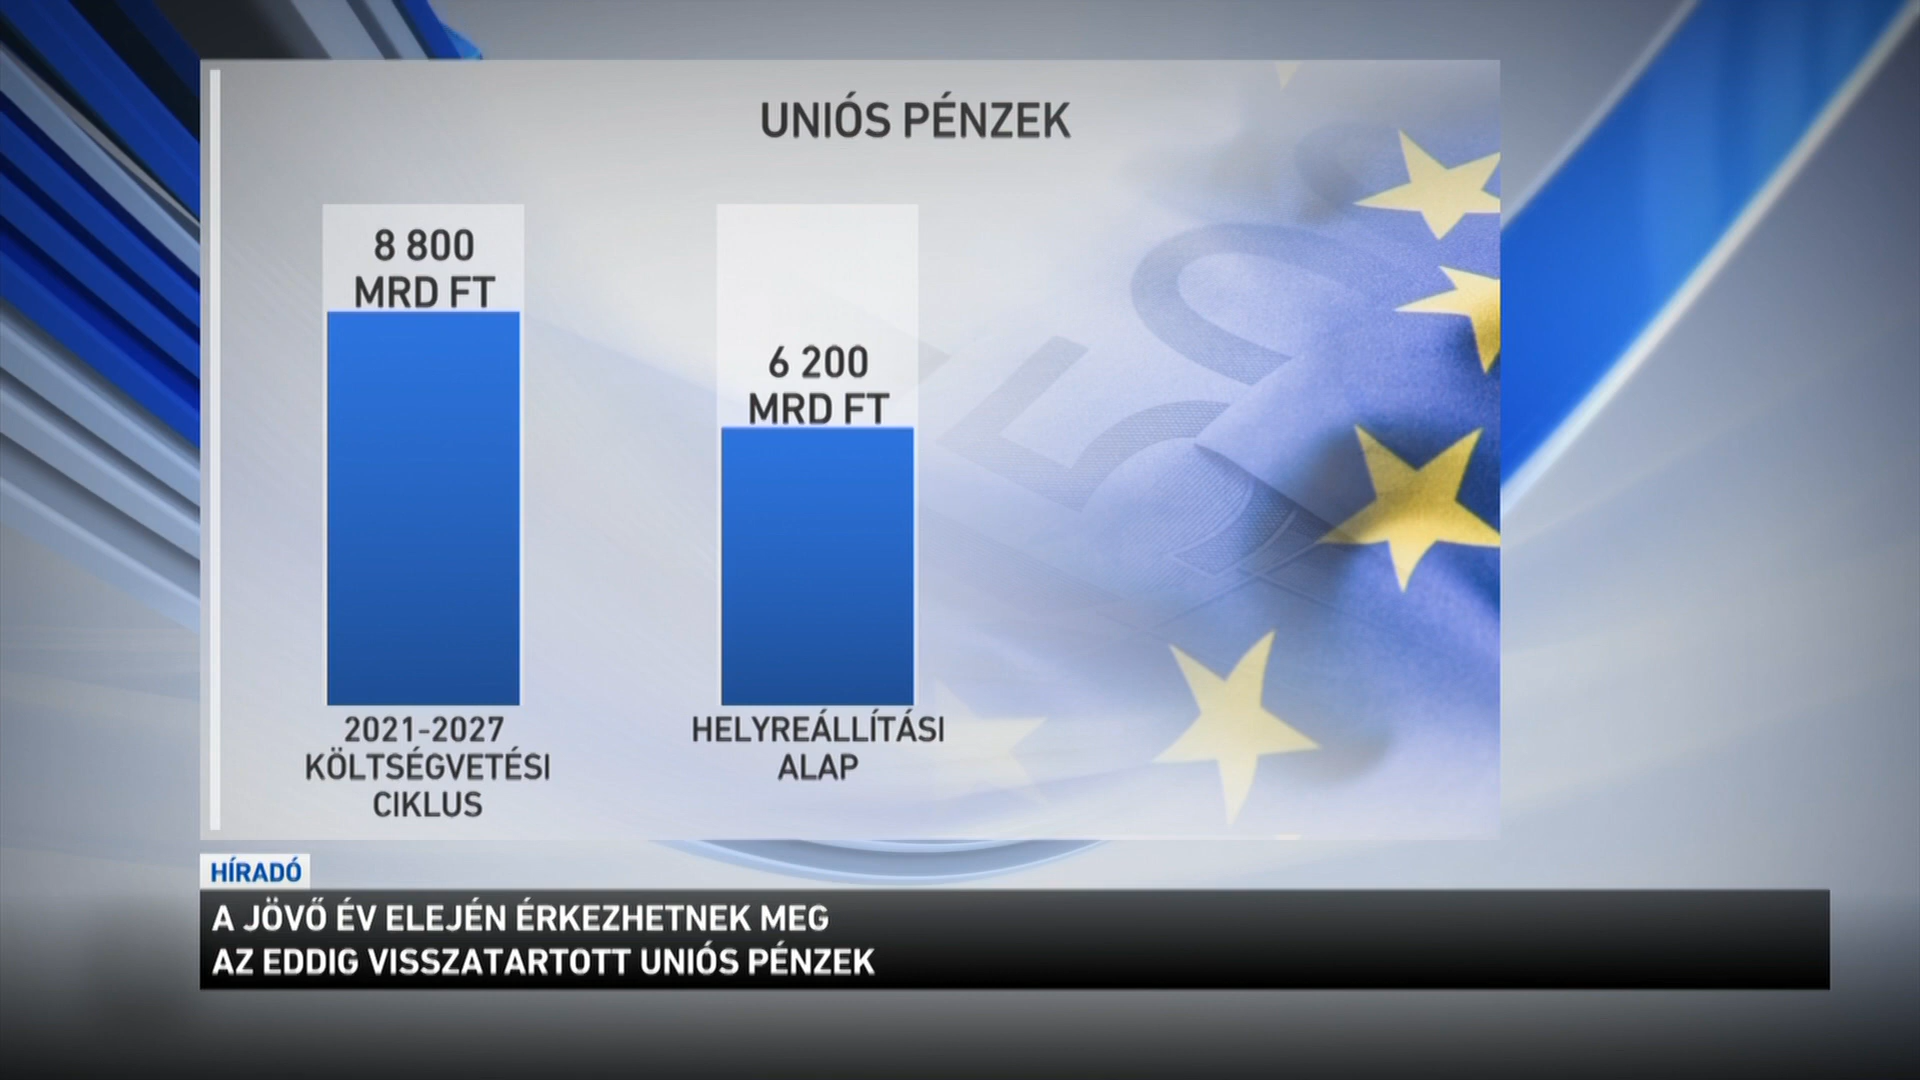 UNIÓS PÉNZEK
8 800
MRD FT
6 200
MRD FT
2021-2027
KÖLTSÉGVETÉSI
CIKLUS
HELYREÁLLÍTÁSI
ALAP
HÍRADÓ
A JÖVŐ ÉV ELEJÉN ÉRKEZHETNEK MEG
AZ EDDIG VISSZATARTOTT UNIÓS PÉNZEK